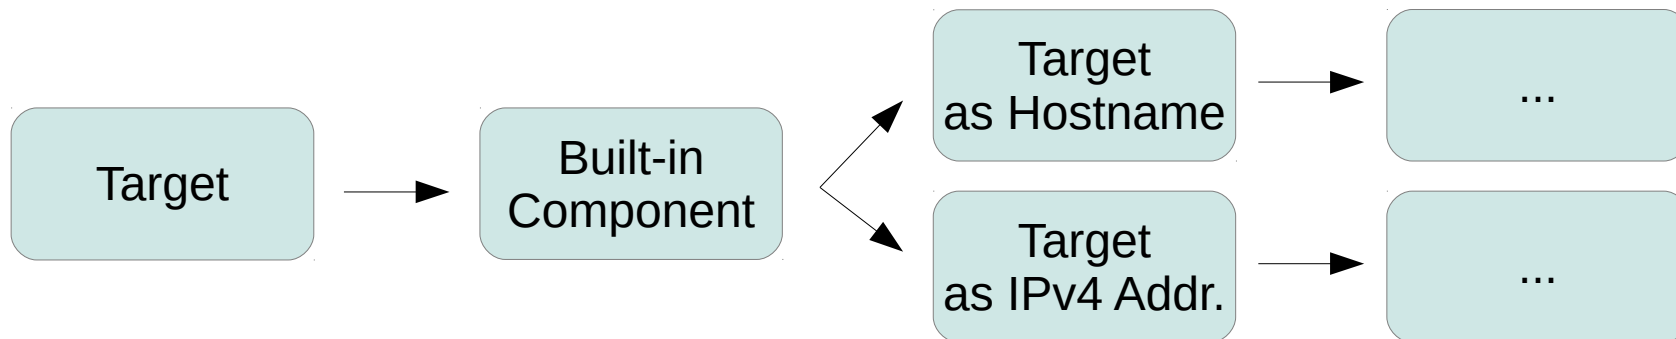 Target
Built-in
Component
Target
as Hostname
...
Target
as IPv4 Addr.
...